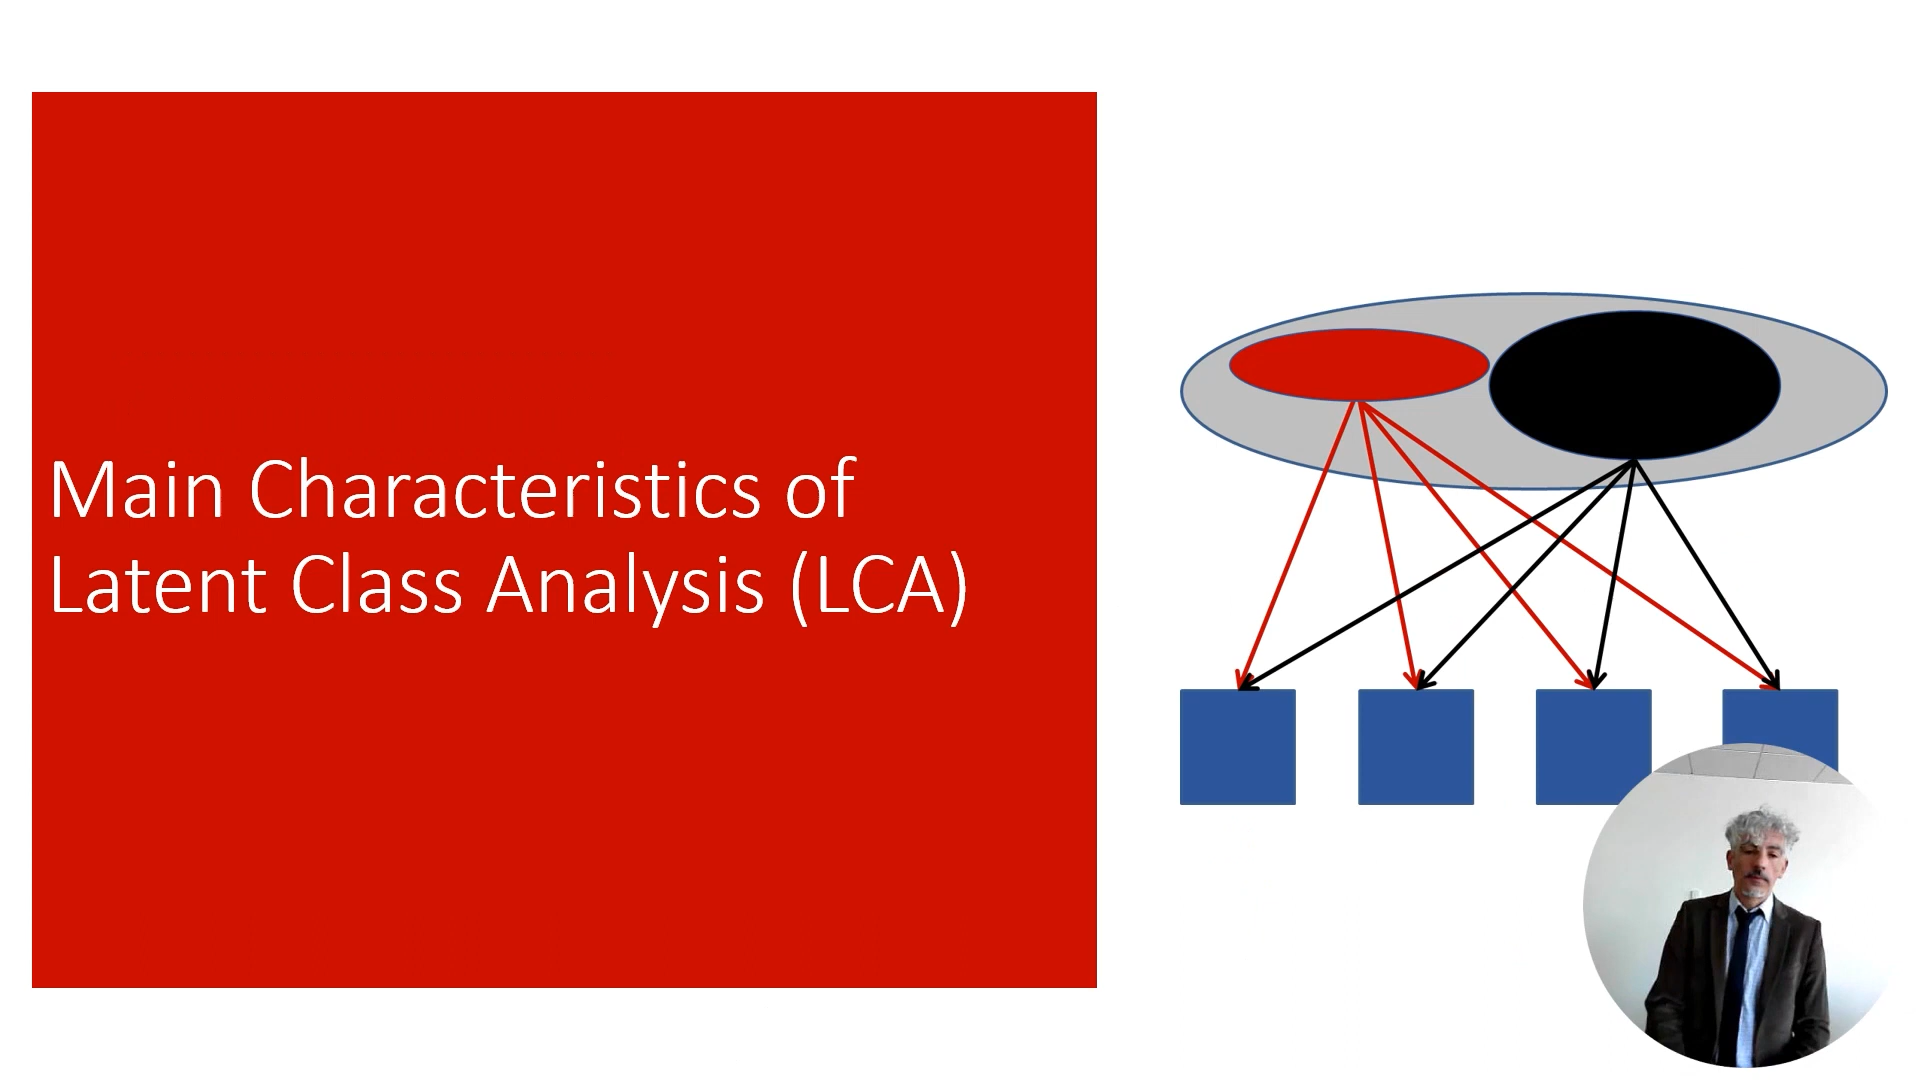 Main Characteristics of
Latent Class Analysis (LCA)